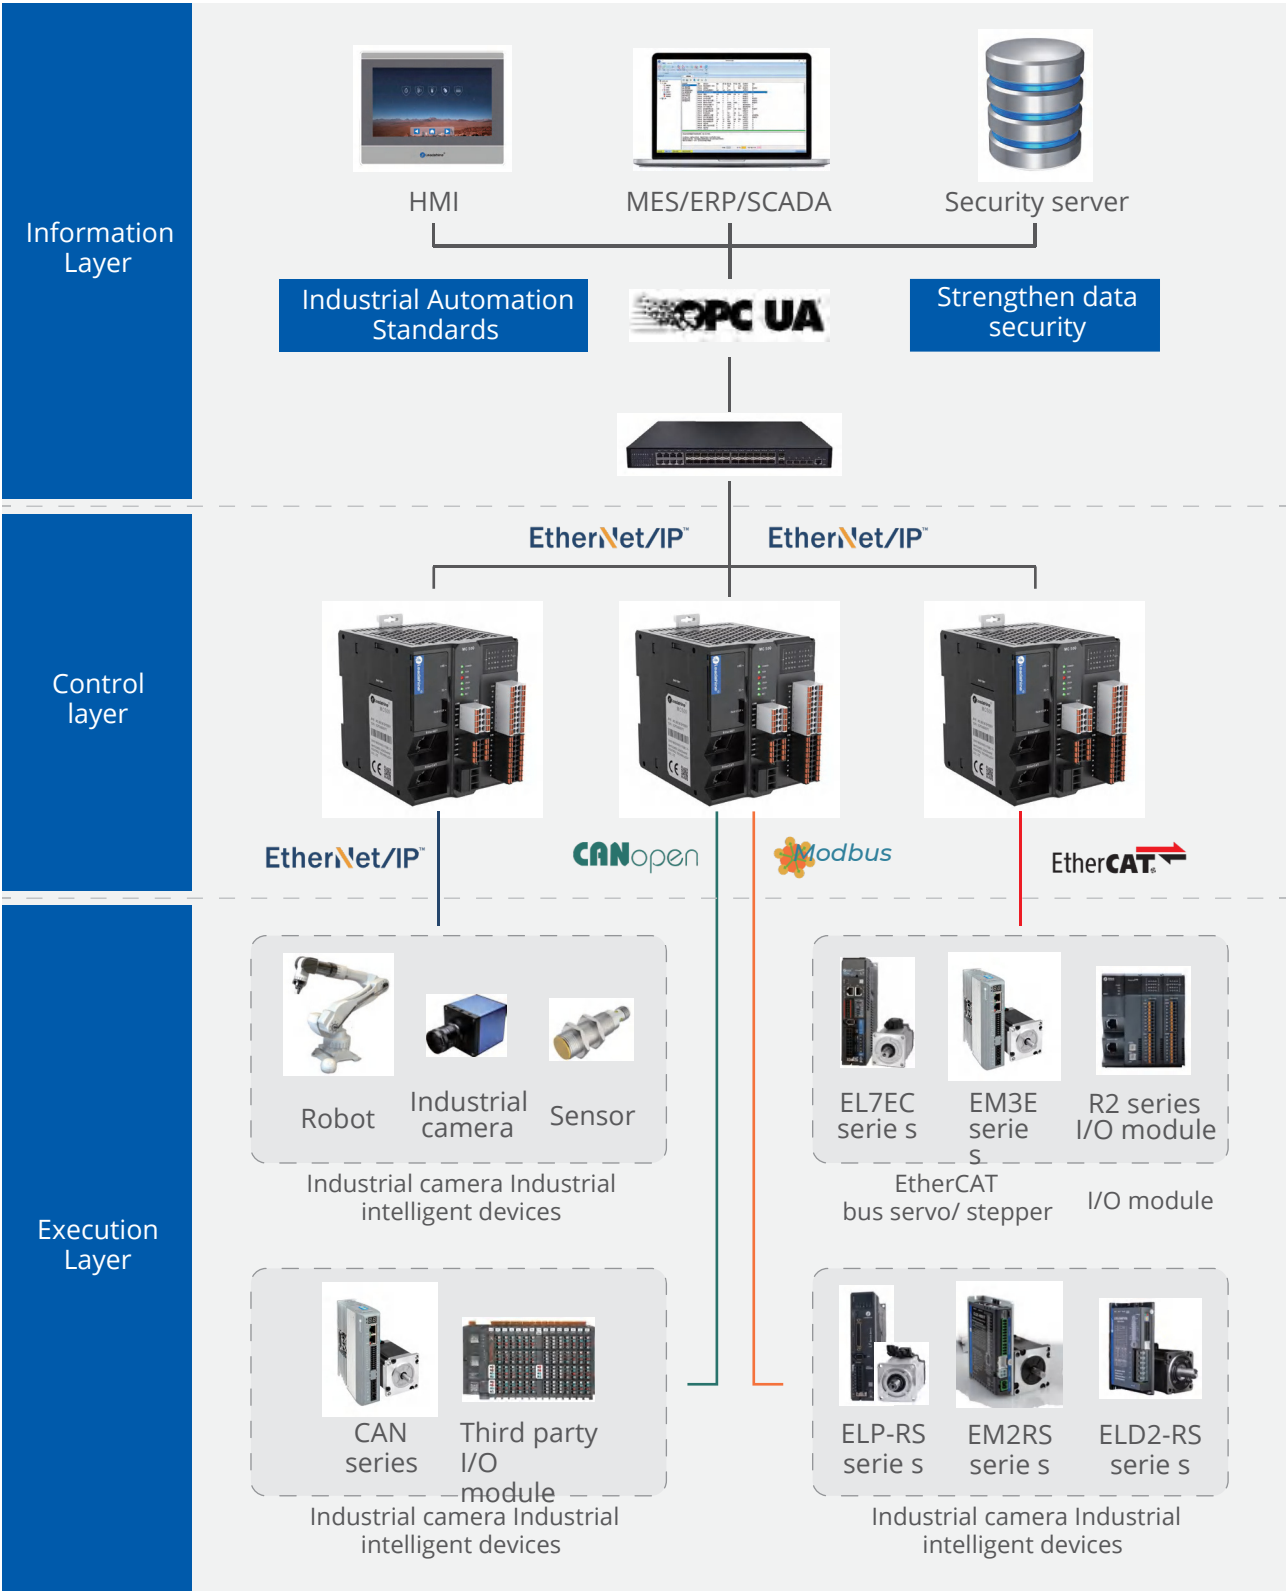 HMI
MES/ERP/SCADA
Security server
Information
Layer
Industrial Automation
Standards
OPC UA
Strengthen data
security
EtherNet/IP™
EtherNet/IP™
Control
layer
EtherNet/IP™
CANopen
Modbus
EtherCAT
Robot
Industrial
camera
Sensor
EL7EC
serie s
EM3E
serie
s
R2 series
I/O module
Industrial camera Industrial
intelligent devices
EtherCAT
bus servo/ stepper
I/O module
Execution
Layer
CAN
series
Third party
I/O
module
ELP-RS
serie s
EM2RS
serie s
ELD2-RS
serie s
Industrial camera Industrial
intelligent devices
Industrial camera Industrial
intelligent devices